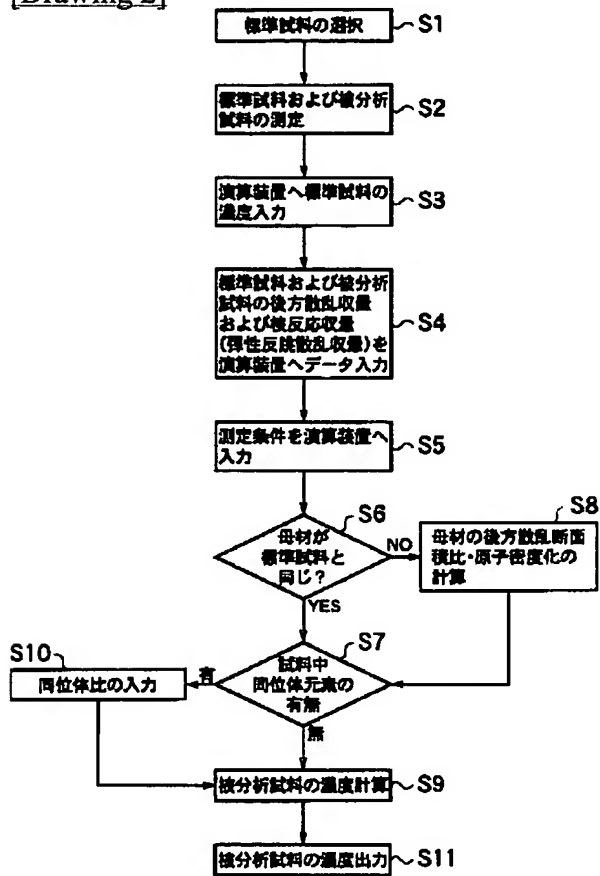 [Drawing 2]
標準試料の選択
S1
標準試料および被分析
試料の測定
S2
演算装置へ標準試料の
濃度入力
S3
標準試料および被分析
試料の後方散乱収量
および核反応収量
(弾性反跳散乱収量)を
演算装置へデータ入力
S4
測定条件を演算装置へ
入力
S5
母材が
標準試料と
同じ?
S6
NO
YES
母材の後方散乱断面
積比・原子密度化の
計算
S8
試料中
同位体元素の
有無
S7
有
無
S10
同位体比の入力
被分析試料の濃度計算
S9
被分析試料の濃度出力
S11